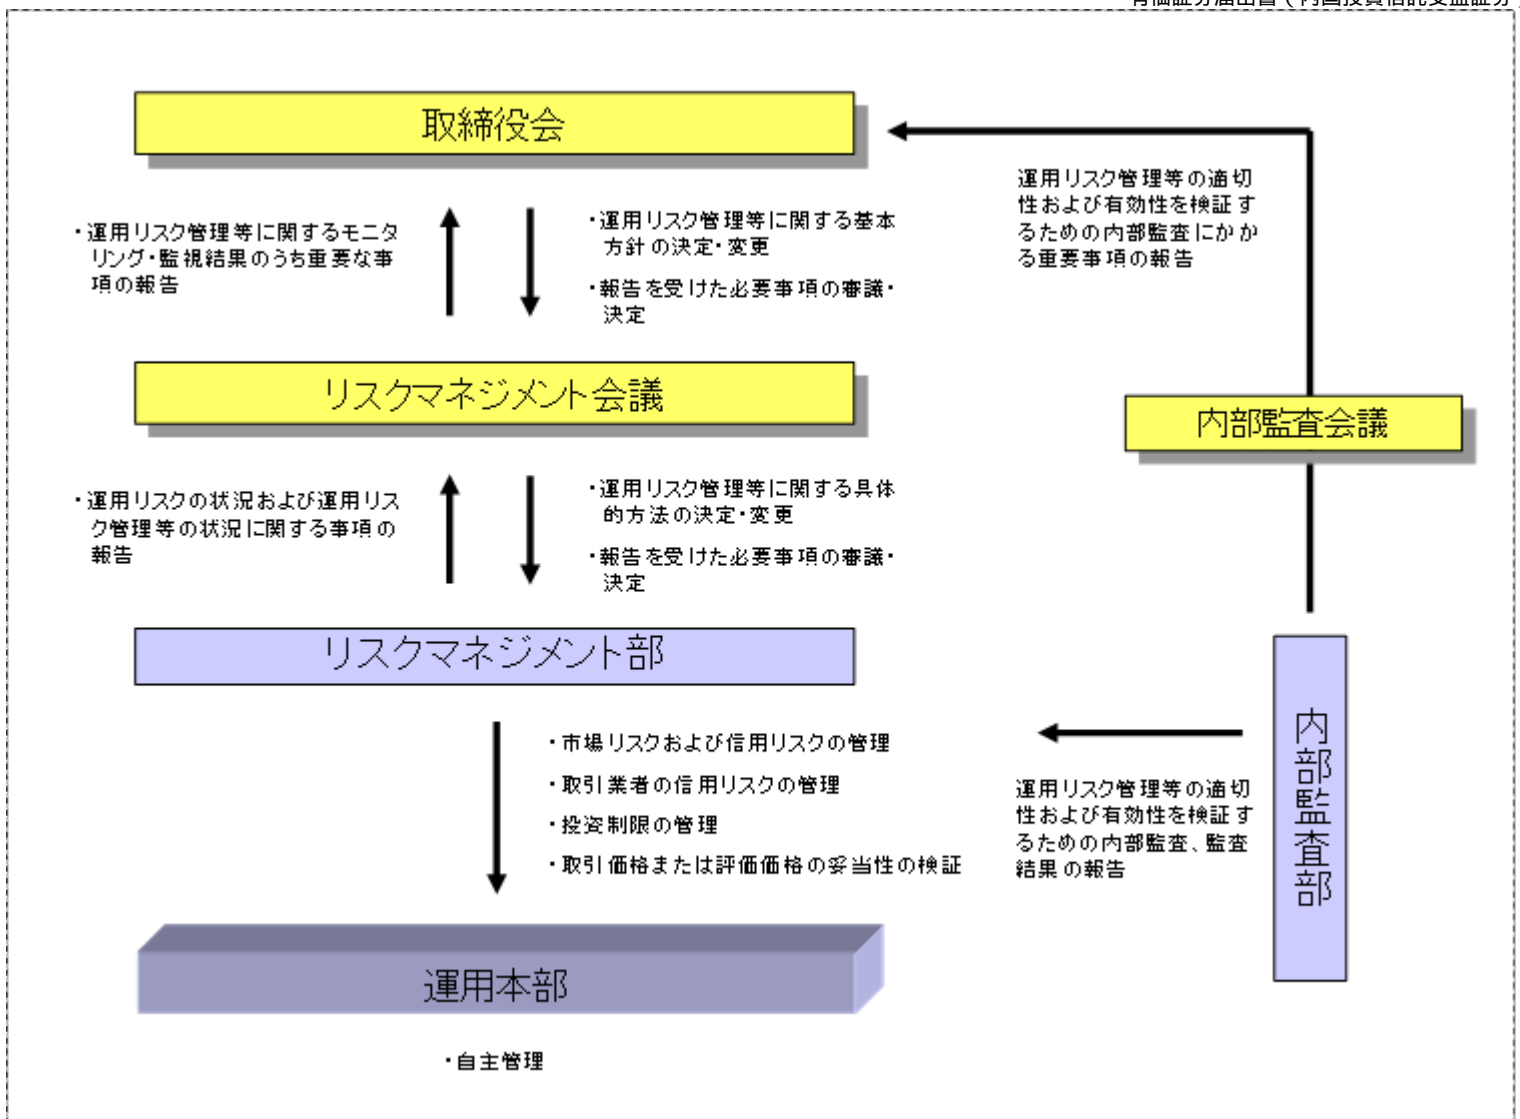 取締役会
・運用リスク管理等に関するモニタ
リング・監視結果のうち重要な事
項の報告
・運用リスク管理等に関する基本
方針の決定・変更
・報告を受けた必要事項の審議・
決定
運用リスク管理等の適切
性および有効性を検証す
るための内部監査にかか
る重要事項の報告
リスクマネジメント会議
内部監査会議
・運用リスクの状況および運用リス
ク管理等の状況に関する事項の
報告
・運用リスク管理等に関する具体
的方法の決定・変更
・報告を受けた必要事項の審議・
決定
リスクマネジメント部
・市場リスクおよび信用リスクの管理
・取引業者の信用リスクの管理
・投資制限の管理
・取引価格または評価価格の妥当性の検証
運用リスク管理等の適切
性および有効性を検証す
るための内部監査、監査
結果の報告
内部監査部
運用本部
・自主管理